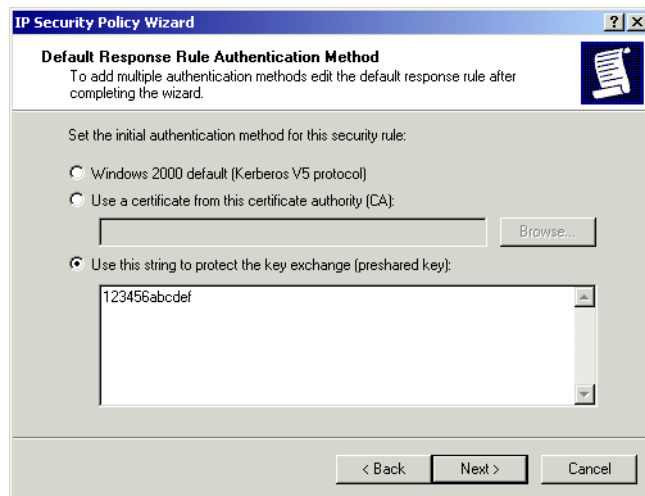 IP Security Policy Wizard
Default Response Rule Authentication Method
To add multiple authentication methods edit the default response rule after
completing the wizard.
Set the initial authentication method for this security rule:
Windows 2000 default (Kerberos V5 protocol)
Use a certificate from this certificate authority (CA):
Browse...
Use this string to protect the key exchange (preshared key):
123456abcdef
< Back
Next >
Cancel